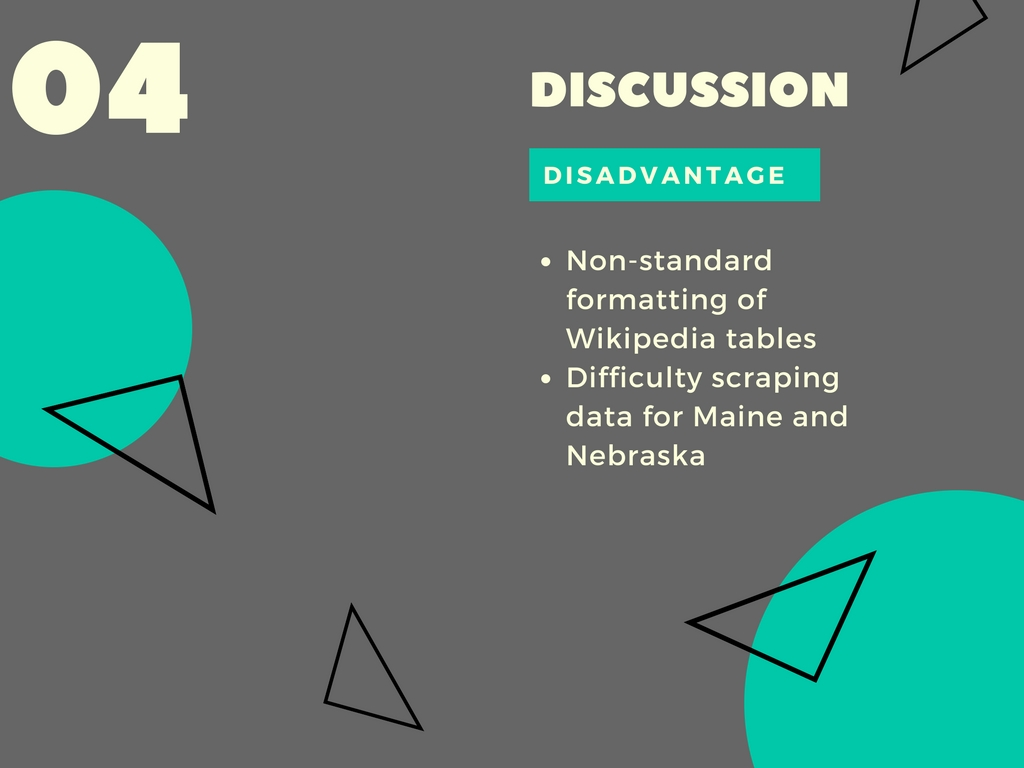 04
DISCUSSION
DISADVANTAGE
• Non-standard
formatting of
Wikipedia tables
• Difficulty scraping
data for Maine and
Nebraska